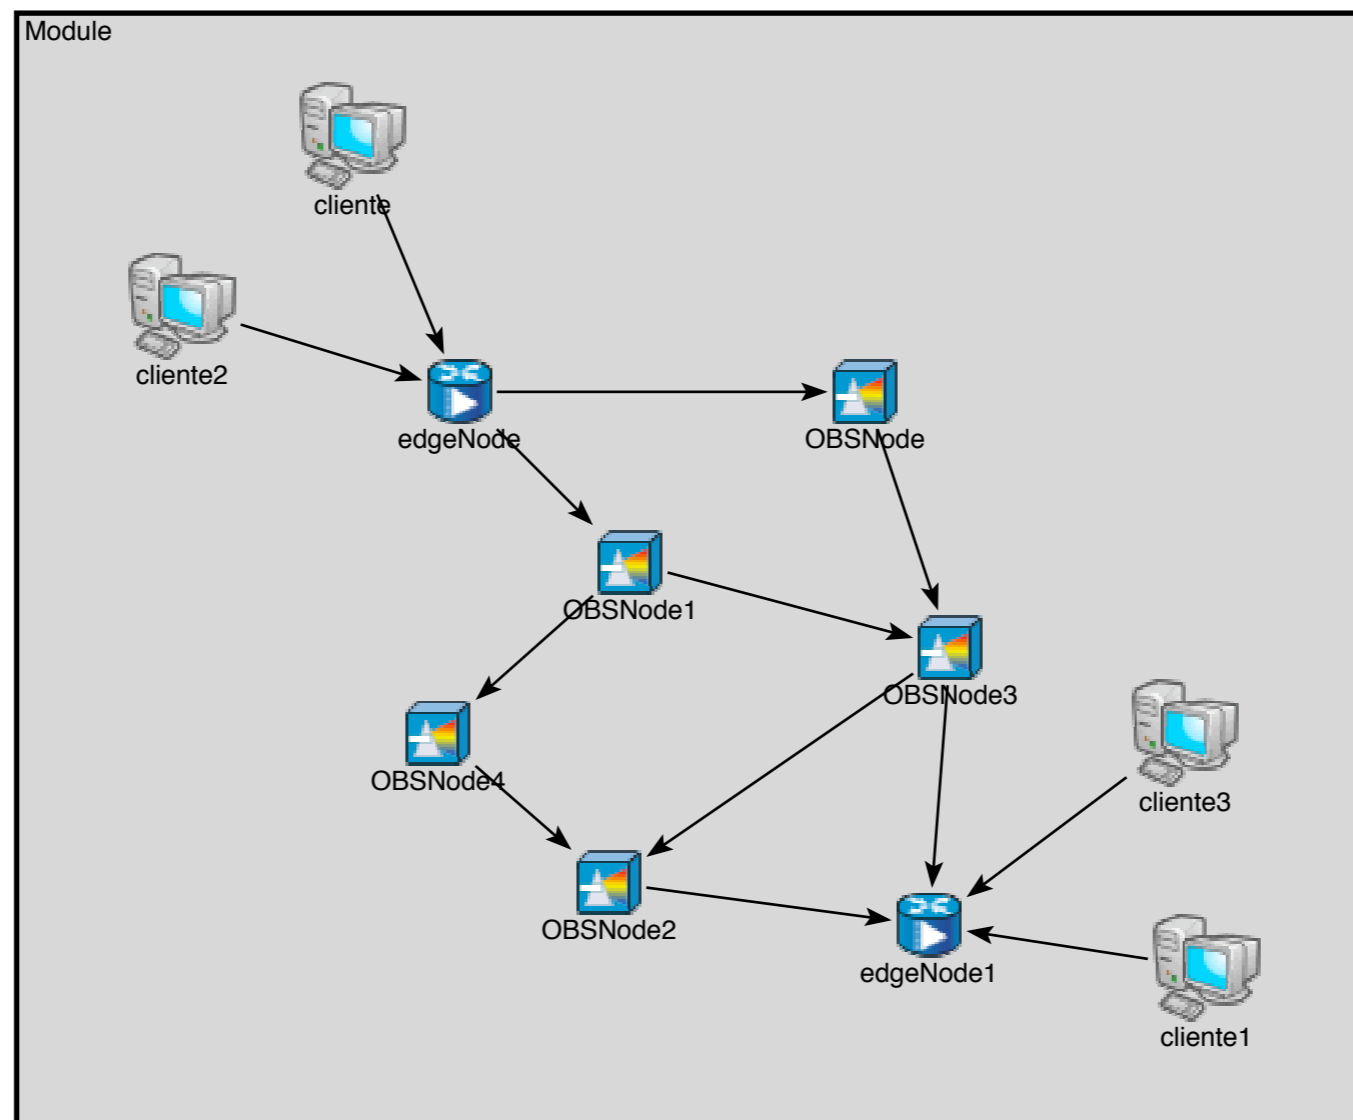 Module
cliente
cliente2
edgeNode
OBSNode
OBSNode1
OBSNode3
OBSNode4
cliente3
OBSNode2
edgeNode1
cliente1